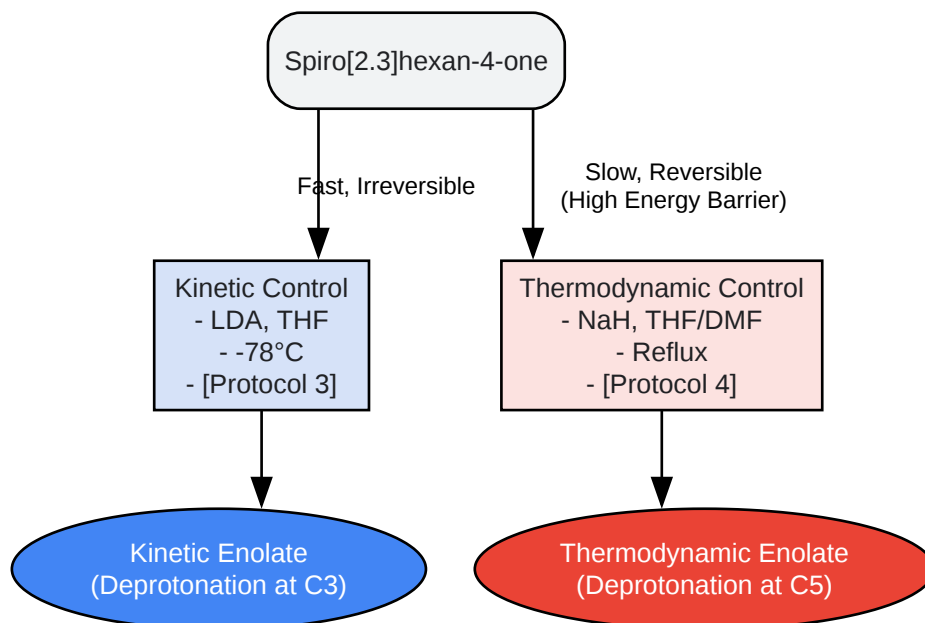 Spiro[2.3]hexan-4-one
Fast, Irreversible
Slow, Reversible
(High Energy Barrier)
Kinetic Control
- LDA, THF
- -78°C
- [Protocol 3]
Thermodynamic Control
- NaH, THF/DMF
- Reflux
- [Protocol 4]
Kinetic Enolate
(Deprotonation at C3)
Thermodynamic Enolate
(Deprotonation at C5)